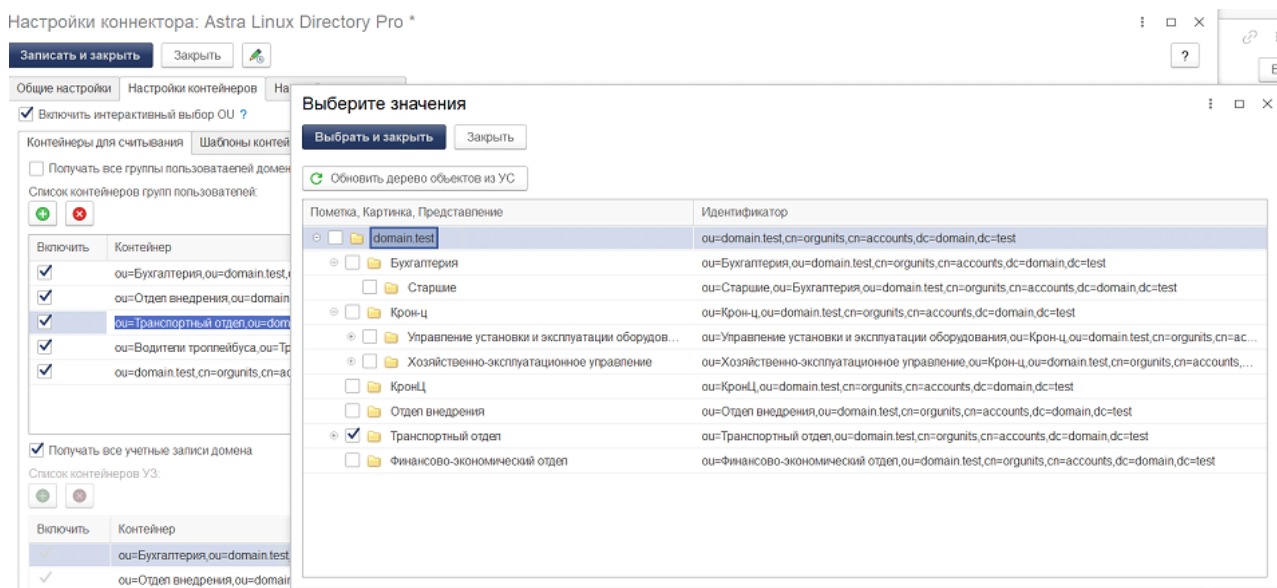 Настройки коннектора: Astra Linux Directory Pro *
Записать и закрыть Закрыть ?
Общие настройки Настройки контейнеров На
Включить интерактивный выбор OU ?
Контейнеры для считывания Шаблоны контей
Получать все группы пользоватаепей домен
Список контейнеров групп пользователей:
Включить Контейнер
ou=Бухгалтерия,ou=domain.test,
ou=Отдел внедрения,ou=domain
ou=Транспортный отдел,ou=dom
ou=Водители троллейбуса,ou=Тр
ou=domain.test,cn=orgunits,cn=ac
Получать все учетные записи домена
Список контейнеров УЗ:
Включить Контейнер
ou=Бухгалтерия,ou=domain.test
ou=Отдел внедрения,ou=domain
Выберите значения
Выбрать и закрыть Закрыть
Обновить дерево объектов из УС
Пометка, Картинка, Представление Идентификатор
domain.test ou=domain.test,cn=orgunits,cn=accounts,dc=domain,dc=test
Бухгалтерия ou=Бухгалтерия,ou=domain.test,cn=orgunits,cn=accounts,dc=domain,dc=test
Старшие ou=Старшие,ou=Бухгалтерия,ou=domain.test,cn=orgunits,cn=accounts,dc=domain,dc=test
Крон-ц ou=Крон-ц,ou=domain.test,cn=orgunits,cn=accounts,dc=domain,dc=test
Управление установки и эксплуатации оборудов... ou=Управление установки и эксплуатации оборудования,ou=Крон-ц,ou=domain.test,cn=orgunits,cn=ac...
Хозяйственно-эксплуатационное управление ou=Хозяйственно-эксплуатационное управление,ou=Крон-ц,ou=domain.test,cn=orgunits,cn=accounts,...
КронЦ ou=КронЦ,ou=domain.test,cn=orgunits,cn=accounts,dc=domain,dc=test
Отдел внедрения ou=Отдел внедрения,ou=domain.test,cn=orgunits,cn=accounts,dc=domain,dc=test
Транспортный отдел ou=Транспортный отдел,ou=domain.test,cn=orgunits,cn=accounts,dc=domain,dc=test
Финансово-экономический отдел ou=Финансово-экономический отдел,ou=domain.test,cn=orgunits,cn=accounts,dc=domain,dc=test